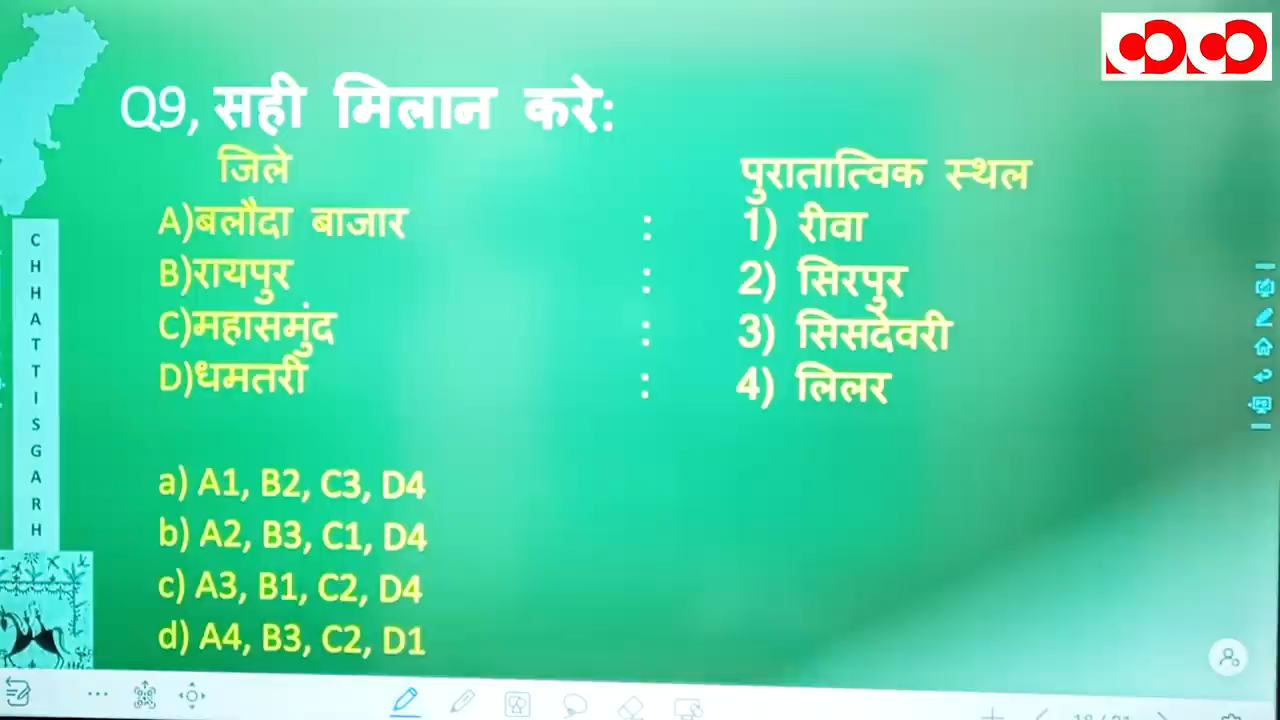 Q9, सही मिलान करे:
जिले पुरातात्विक स्थल
A)बलौदा बाजार : 1) रीवा
B)रायपुर : 2) सिरपुर
C)महासमुंद : 3) सिसदेवरी
D)धमतरी : 4) लिलर
a) A1, B2, C3, D4
b) A2, B3, C1, D4
c) A3, B1, C2, D4
d) A4, B3, C2, D1
CHHATTISGARH